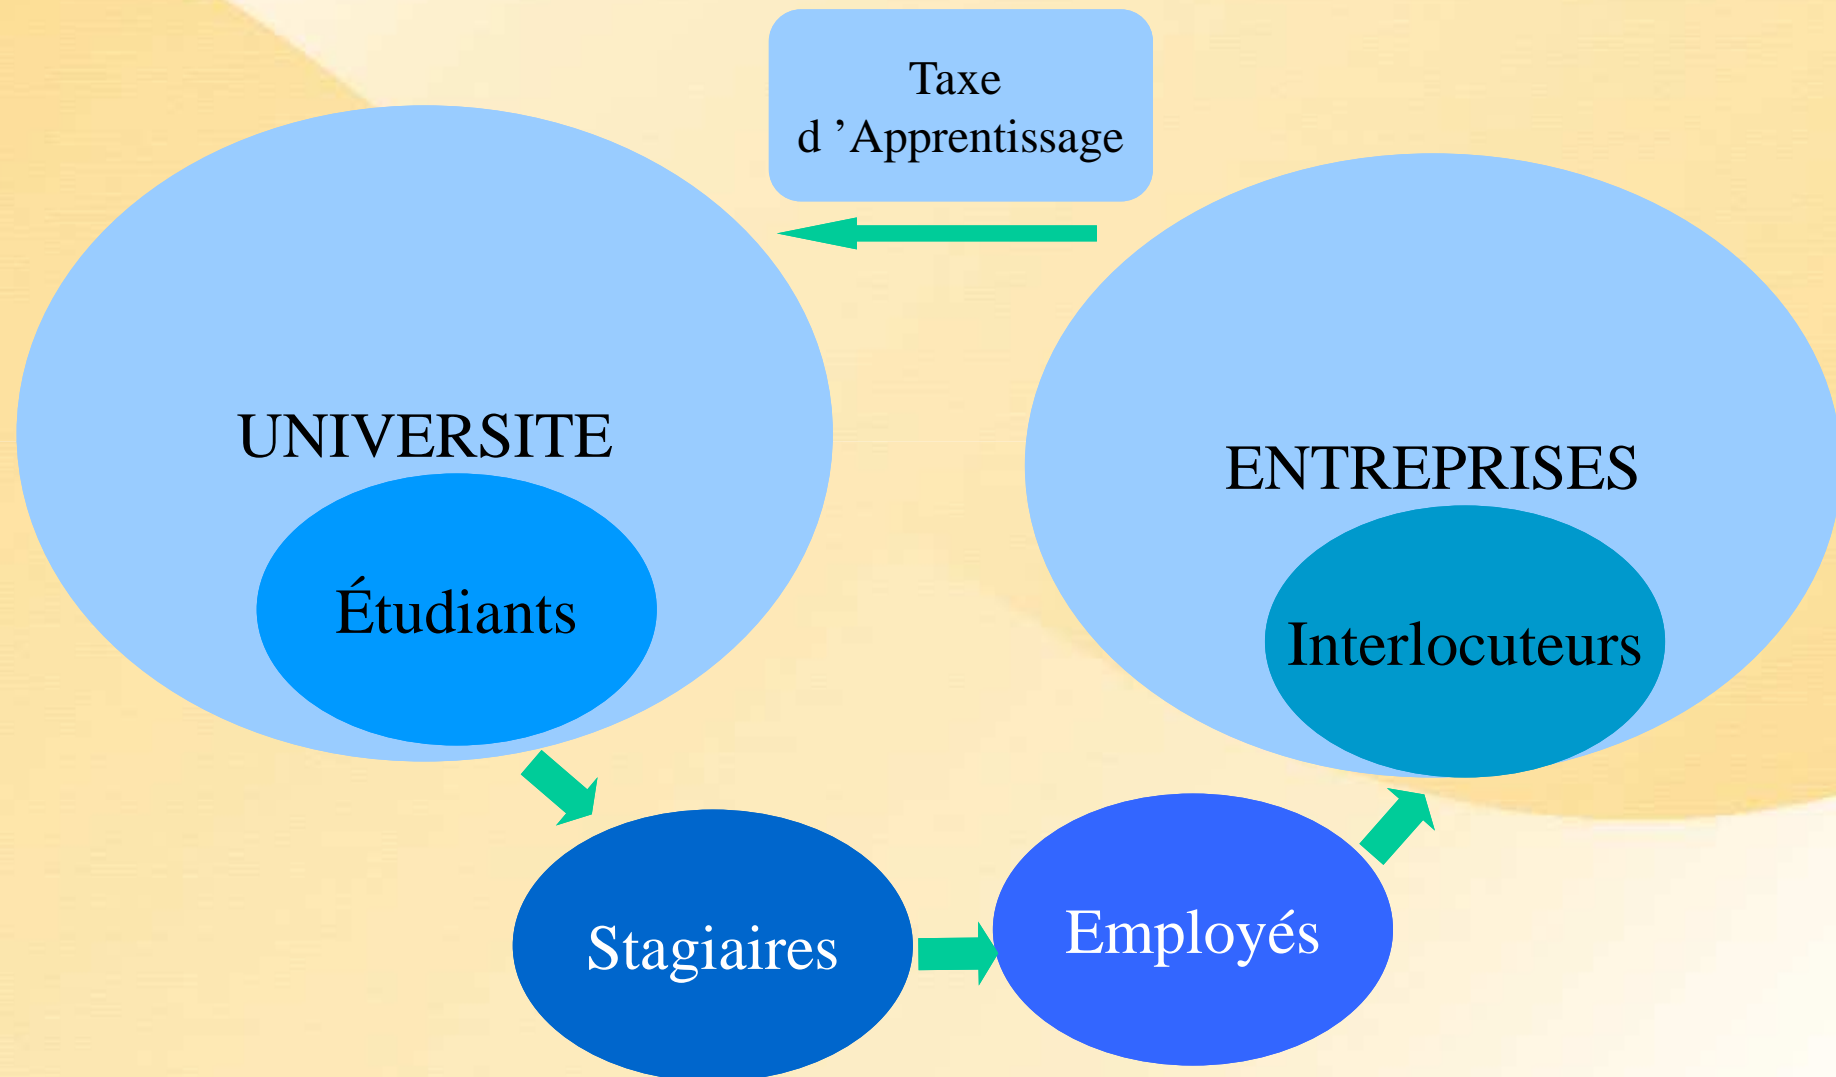 Taxe
d ’Apprentissage
UNIVERSITE
ENTREPRISES
Étudiants
Interlocuteurs
Stagiaires
Employés